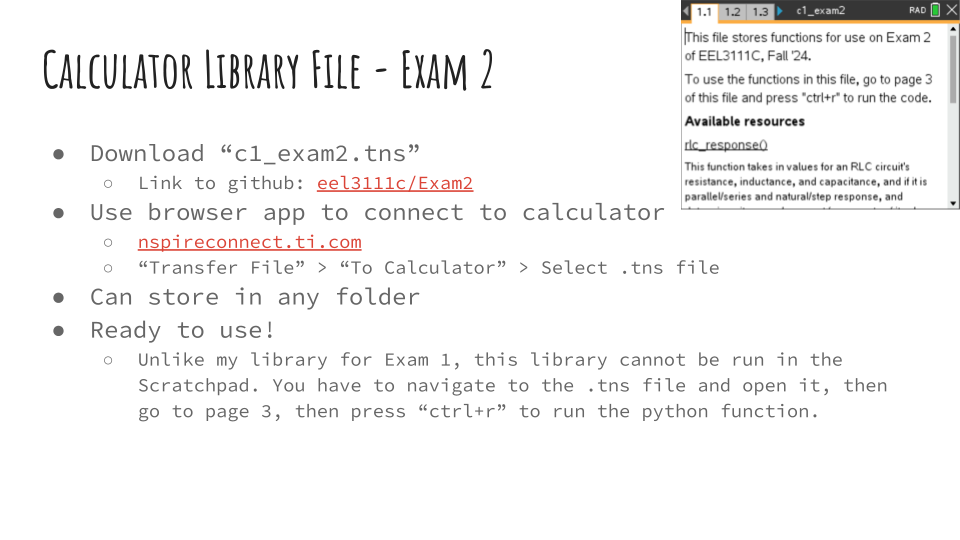 Calculator Library File - Exam 2
1.1 1.2 1.3 c1_exam2 RAD
This file stores functions for use on Exam 2
of EEL3111C, Fall '24.
To use the functions in this file, go to page 3
of this file and press "ctrl+r" to run the code.
Available resources
rlc_response()
This function takes in values for an RLC circuit's
resistance, inductance, and capacitance, and if it is
parallel/series and natural/step response, and
● Download “c1_exam2.tns”
○ Link to github: eel3111c/Exam2
● Use browser app to connect to calculator
○ nspireconnect.ti.com
○ “Transfer File” > “To Calculator” > Select .tns file
● Can store in any folder
● Ready to use!
○ Unlike my library for Exam 1, this library cannot be run in the
Scratchpad. You have to navigate to the .tns file and open it, then
go to page 3, then press “ctrl+r” to run the python function.